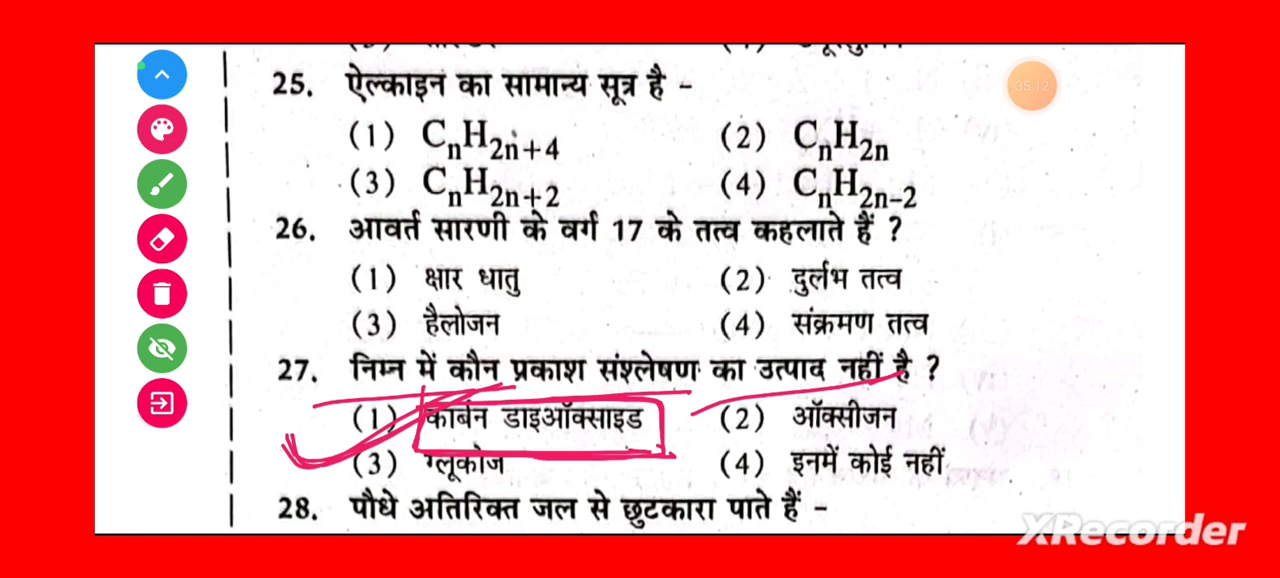 35:12
25. ऐल्काइन का सामान्य सूत्र है -
(1) CₙH₂ₙ₊₄ (2) CₙH₂ₙ
(3) CₙH₂ₙ₊₂ (4) CₙH₂ₙ₋₂
26. आवर्त सारणी के वर्ग 17 के तत्व कहलाते हैं ?
(1) क्षार धातु (2) दुर्लभ तत्व
(3) हैलोजन (4) संक्रमण तत्व
27. निम्न में कौन प्रकाश संश्लेषण का उत्पाद नहीं है ?
(1) कार्बन डाइऑक्साइड (2) ऑक्सीजन
(3) ग्लूकोज (4) इनमें कोई नहीं
28. पौधे अतिरिक्त जल से छुटकारा पाते हैं -
XRecorder